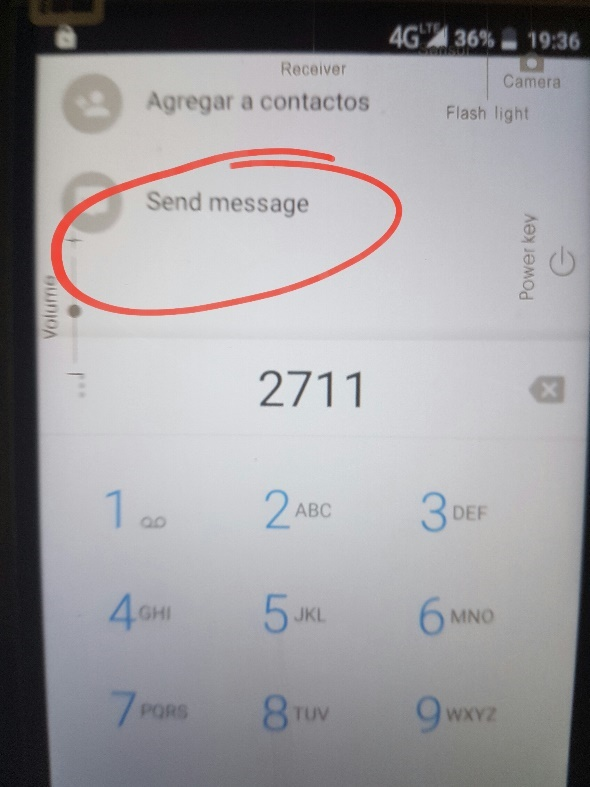 4G LTE 36% 19:36
Receiver
Camera
Agregar a contactos
Flash light
Send message
Power key
Volume
2711
1
2 ABC
3 DEF
4 GHI
5 JKL
6 MNO
7 PQRS
8 TUV
9 WXYZ